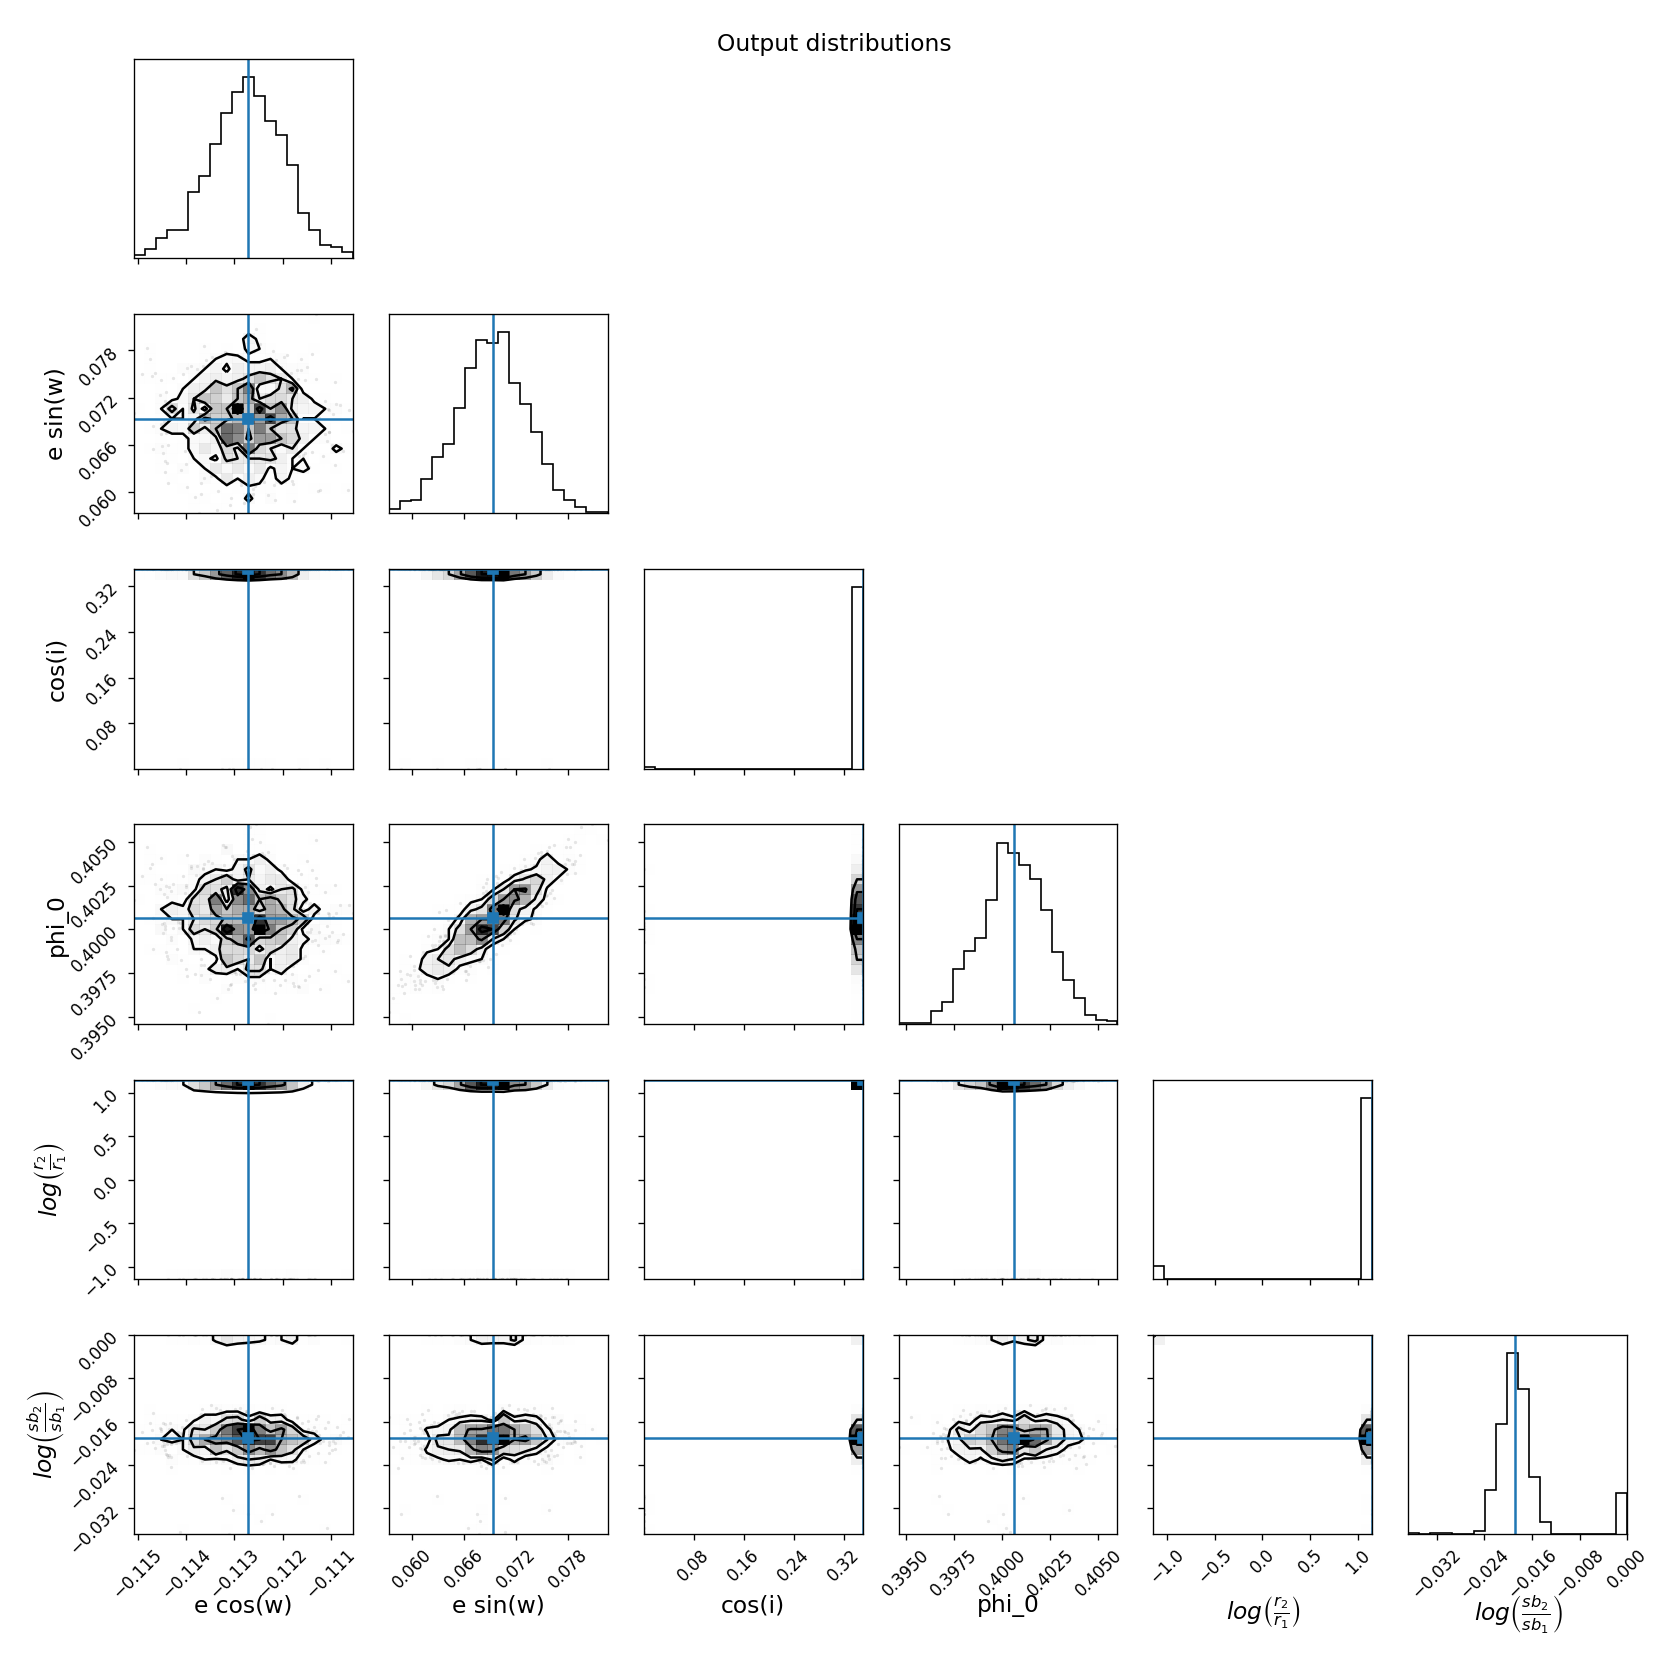 Output distributions
e sin(w)
0.078
0.072
0.066
0.060
cos(i)
0.32
0.24
0.16
0.08
phi_0
0.4050
0.4025
0.4000
0.3975
0.3950
log(r2/r1)
1.0
0.5
0.0
−0.5
−1.0
log(sb2/sb1)
0.000
−0.008
−0.016
−0.024
−0.032
−0.115 −0.114 −0.113 −0.112 −0.111 0.060 0.066 0.072 0.078 0.08 0.16 0.24 0.32 0.3950 0.3975 0.4000 0.4025 0.4050 −1.0 −0.5 0.0 0.5 1.0 −0.032 −0.024 −0.016 −0.008 0.000
e cos(w) e sin(w) cos(i) phi_0 log(r2/r1) log(sb2/sb1)